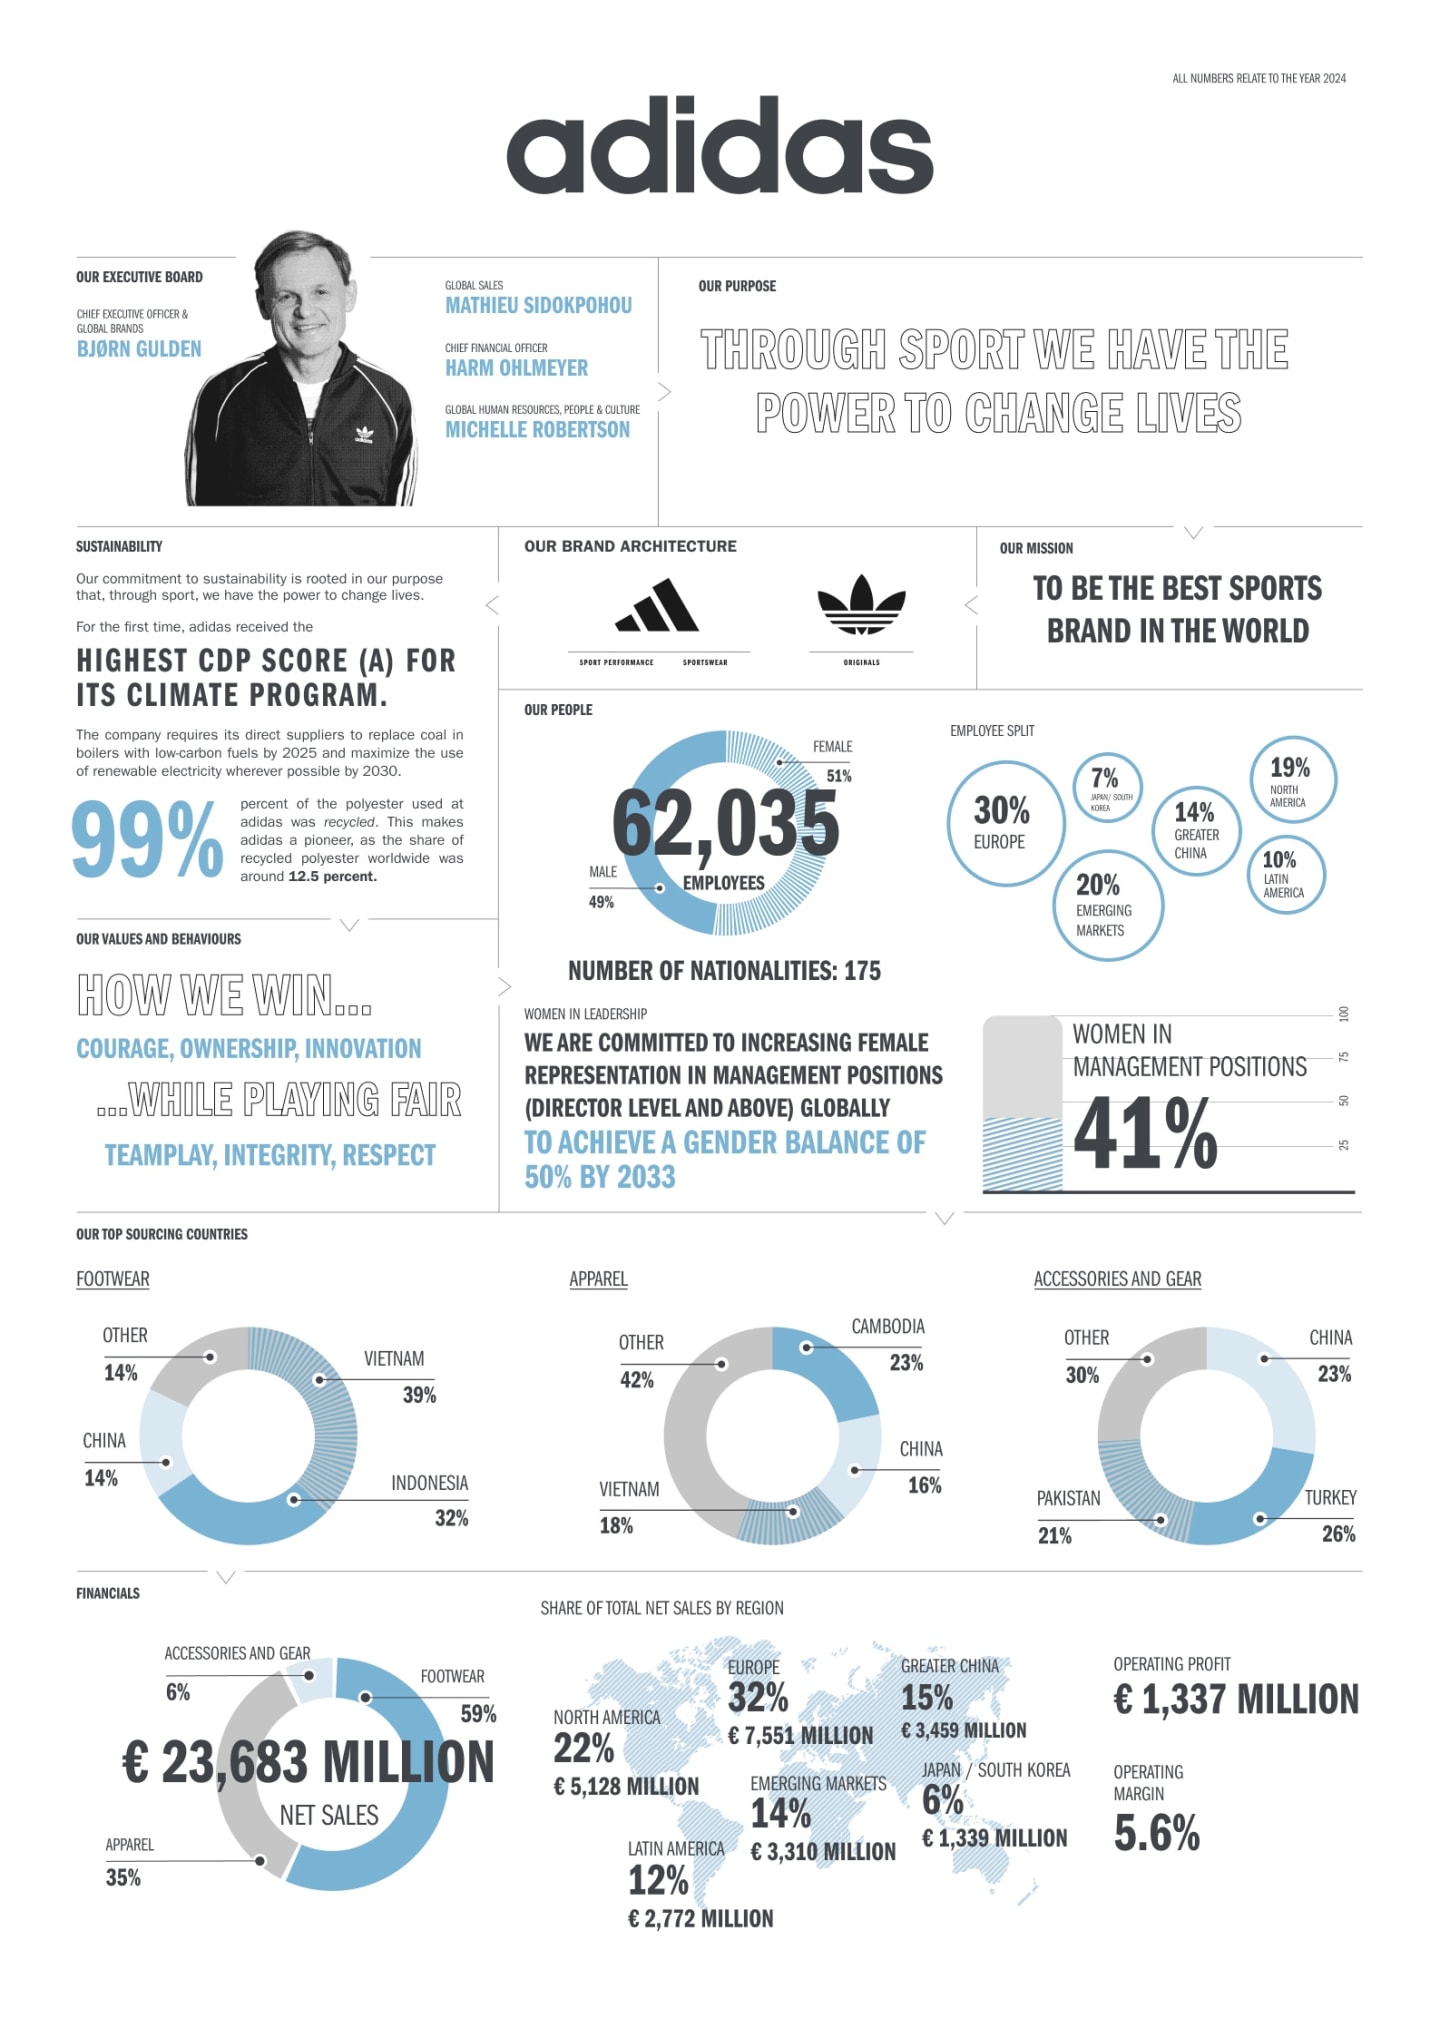 ALL NUMBERS RELATE TO THE YEAR 2024
adidas
OUR EXECUTIVE BOARD
CHIEF EXECUTIVE OFFICER &
GLOBAL BRANDS
BJØRN GULDEN
adidas
GLOBAL SALES
MATHIEU SIDOKPOHOU
CHIEF FINANCIAL OFFICER
HARM OHLMEYER
GLOBAL HUMAN RESOURCES, PEOPLE & CULTURE
MICHELLE ROBERTSON
OUR PURPOSE
THROUGH SPORT WE HAVE THE
POWER TO CHANGE LIVES
SUSTAINABILITY
Our commitment to sustainability is rooted in our purpose
that, through sport, we have the power to change lives.
For the first time, adidas received the
HIGHEST CDP SCORE (A) FOR
ITS CLIMATE PROGRAM.
The company requires its direct suppliers to replace coal in
boilers with low-carbon fuels by 2025 and maximize the use
of renewable electricity wherever possible by 2030.
99%
percent of the polyester used at
adidas was recycled. This makes
adidas a pioneer, as the share of
recycled polyester worldwide was
around 12.5 percent.
OUR BRAND ARCHITECTURE
SPORT PERFORMANCE
SPORTSWEAR
ORIGINALS
OUR MISSION
TO BE THE BEST SPORTS
BRAND IN THE WORLD
OUR PEOPLE
FEMALE
51%
62,035
EMPLOYEES
MALE
49%
NUMBER OF NATIONALITIES: 175
EMPLOYEE SPLIT
30%
EUROPE
7%
JAPAN/ SOUTH
KOREA
20%
EMERGING
MARKETS
14%
GREATER
CHINA
19%
NORTH
AMERICA
10%
LATIN
AMERICA
OUR VALUES AND BEHAVIOURS
HOW WE WIN...
COURAGE, OWNERSHIP, INNOVATION
...WHILE PLAYING FAIR
TEAMPLAY, INTEGRITY, RESPECT
WOMEN IN LEADERSHIP
WE ARE COMMITTED TO INCREASING FEMALE
REPRESENTATION IN MANAGEMENT POSITIONS
(DIRECTOR LEVEL AND ABOVE) GLOBALLY
TO ACHIEVE A GENDER BALANCE OF
50% BY 2033
WOMEN IN
MANAGEMENT POSITIONS
41%
100
75
50
25
OUR TOP SOURCING COUNTRIES
FOOTWEAR
OTHER
14%
VIETNAM
39%
CHINA
14%
INDONESIA
32%
APPAREL
OTHER
42%
CAMBODIA
23%
CHINA
16%
VIETNAM
18%
ACCESSORIES AND GEAR
OTHER
30%
CHINA
23%
PAKISTAN
21%
TURKEY
26%
FINANCIALS
ACCESSORIES AND GEAR
6%
FOOTWEAR
59%
€ 23,683 MILLION
NET SALES
APPAREL
35%
SHARE OF TOTAL NET SALES BY REGION
NORTH AMERICA
22%
€ 5,128 MILLION
EUROPE
32%
€ 7,551 MILLION
GREATER CHINA
15%
€ 3,459 MILLION
EMERGING MARKETS
14%
€ 3,310 MILLION
JAPAN / SOUTH KOREA
6%
€ 1,339 MILLION
LATIN AMERICA
12%
€ 2,772 MILLION
OPERATING PROFIT
€ 1,337 MILLION
OPERATING
MARGIN
5.6%